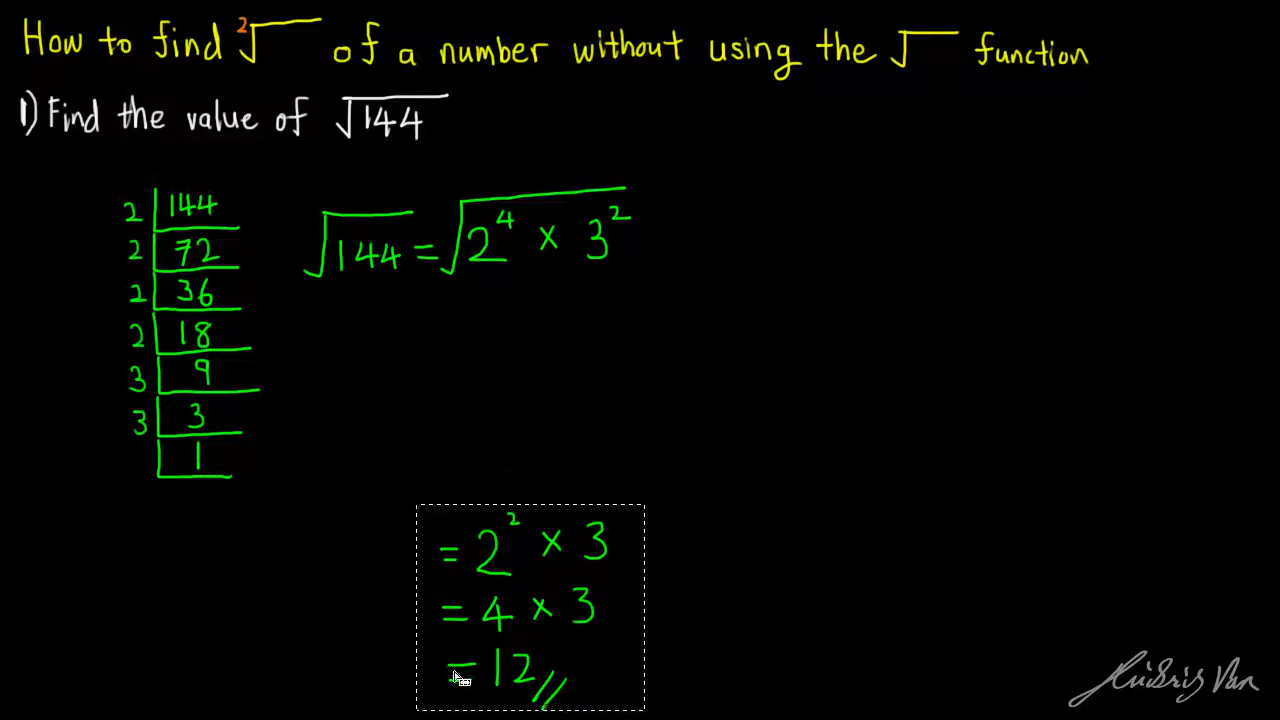 How to find ²√ of a number without using the √ function
1) Find the value of √144
2 | 144
2 | 72
2 | 36
2 | 18
3 | 9
3 | 3
1
√144 = √2⁴ × 3²
= 2² × 3
= 4 × 3
= 12 //